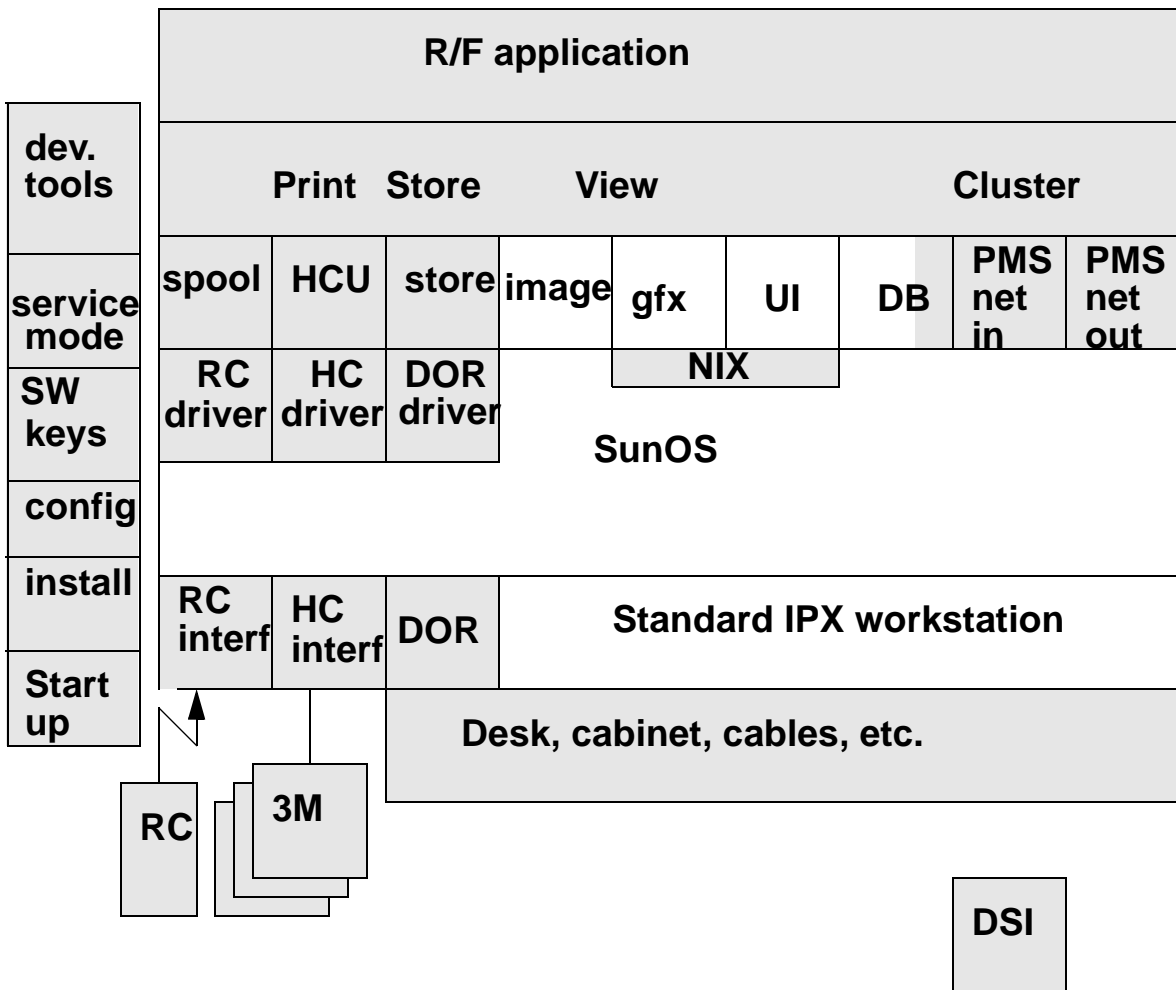 R/F application
dev.
tools
Print Store View Cluster
spool
HCU
store
image
gfx
UI
DB
PMS
net
in
PMS
net
out
service
mode
RC
driver
HC
driver
DOR
driver
NIX
SW
keys
SunOS
config
install
RC
interf
HC
interf
DOR
Standard IPX workstation
Start
up
Desk, cabinet, cables, etc.
RC
3M
DSI